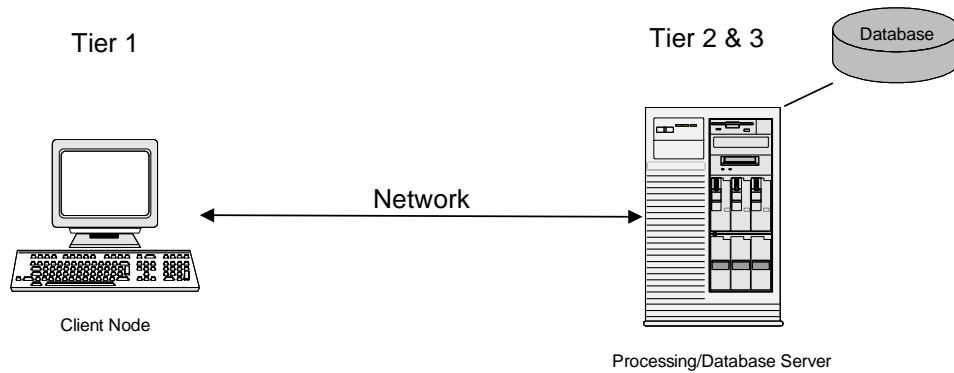 Tier 1
Tier 2 & 3
Database
Network
Client Node
Processing/Database Server